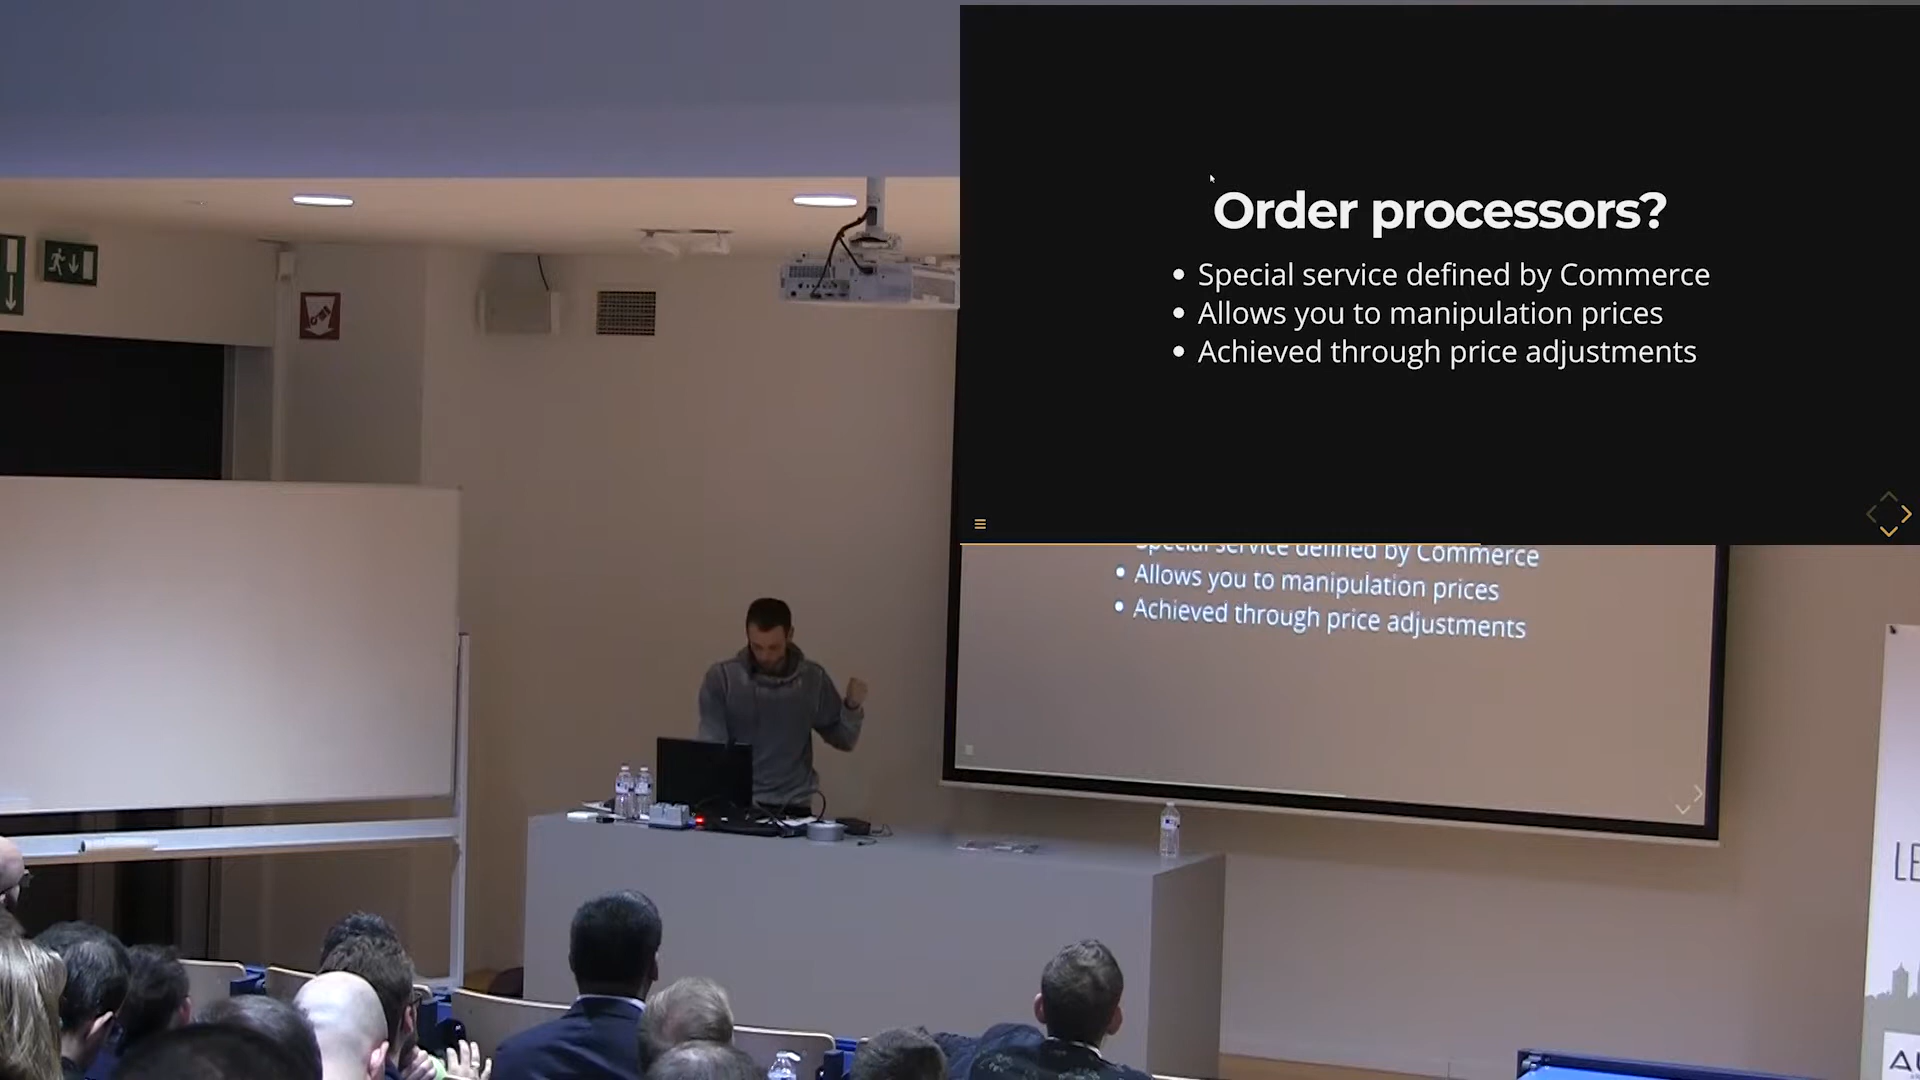 Order processors?
Special service defined by Commerce
Allows you to manipulation prices
Achieved through price adjustments
Special service defined by Commerce
Allows you to manipulation prices
Achieved through price adjustments